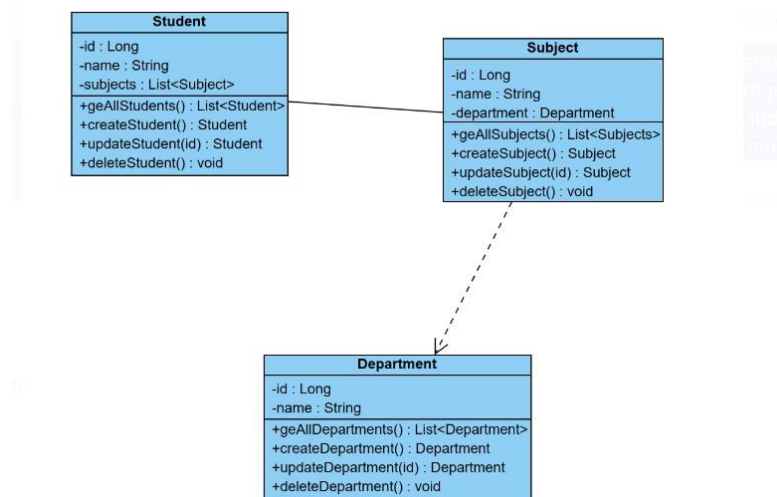 Student
-id : Long
-name : String
-subjects : List<Subject>
+geAllStudents() : List<Student>
+createStudent() : Student
+updateStudent(id) : Student
+deleteStudent() : void
Subject
-id : Long
-name : String
-department : Department
+geAllSubjects() : List<Subjects>
+createSubject() : Subject
+updateSubject(id) : Subject
+deleteSubject() : void
Department
-id : Long
-name : String
+geAllDepartments() : List<Department>
+createDepartment() : Department
+updateDepartment(id) : Department
+deleteDepartment() : void